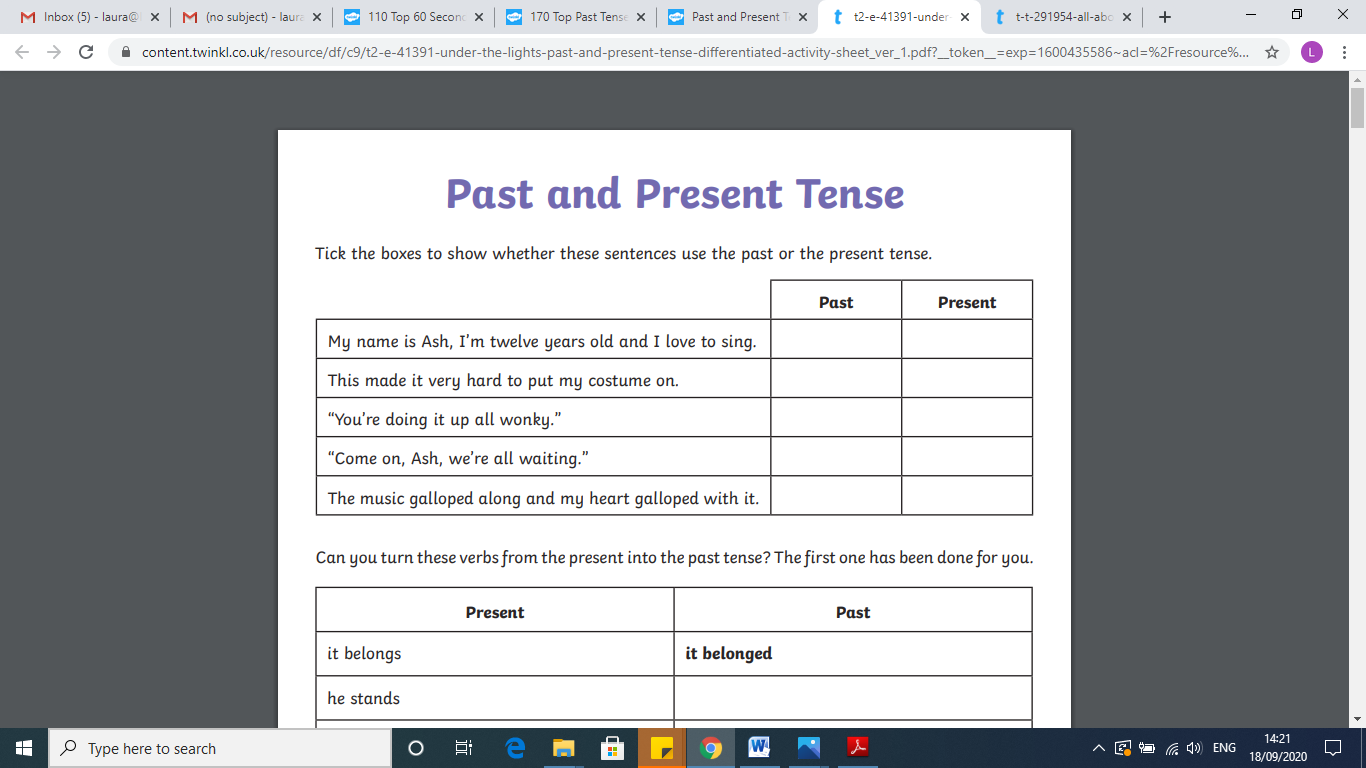 Inbox (5) - laura@
(no subject) - laura
110 Top 60 Second
170 Top Past Tense
Past and Present T
t2-e-41391-under-
t-t-291954-all-abo
content.twinkl.co.uk/resource/df/c9/t2-e-41391-under-the-lights-past-and-present-tense-differentiated-activity-sheet_ver_1.pdf?__token__=exp=1600435586~acl=%2Fresource%...
L
Past and Present Tense
Tick the boxes to show whether these sentences use the past or the present tense.
Past Present
My name is Ash, I'm twelve years old and I love to sing.
This made it very hard to put my costume on.
“You're doing it up all wonky.”
“Come on, Ash, we're all waiting.”
The music galloped along and my heart galloped with it.
Can you turn these verbs from the present into the past tense? The first one has been done for you.
Present Past
it belongs it belonged
he stands
Type here to search
ENG
14:21
18/09/2020